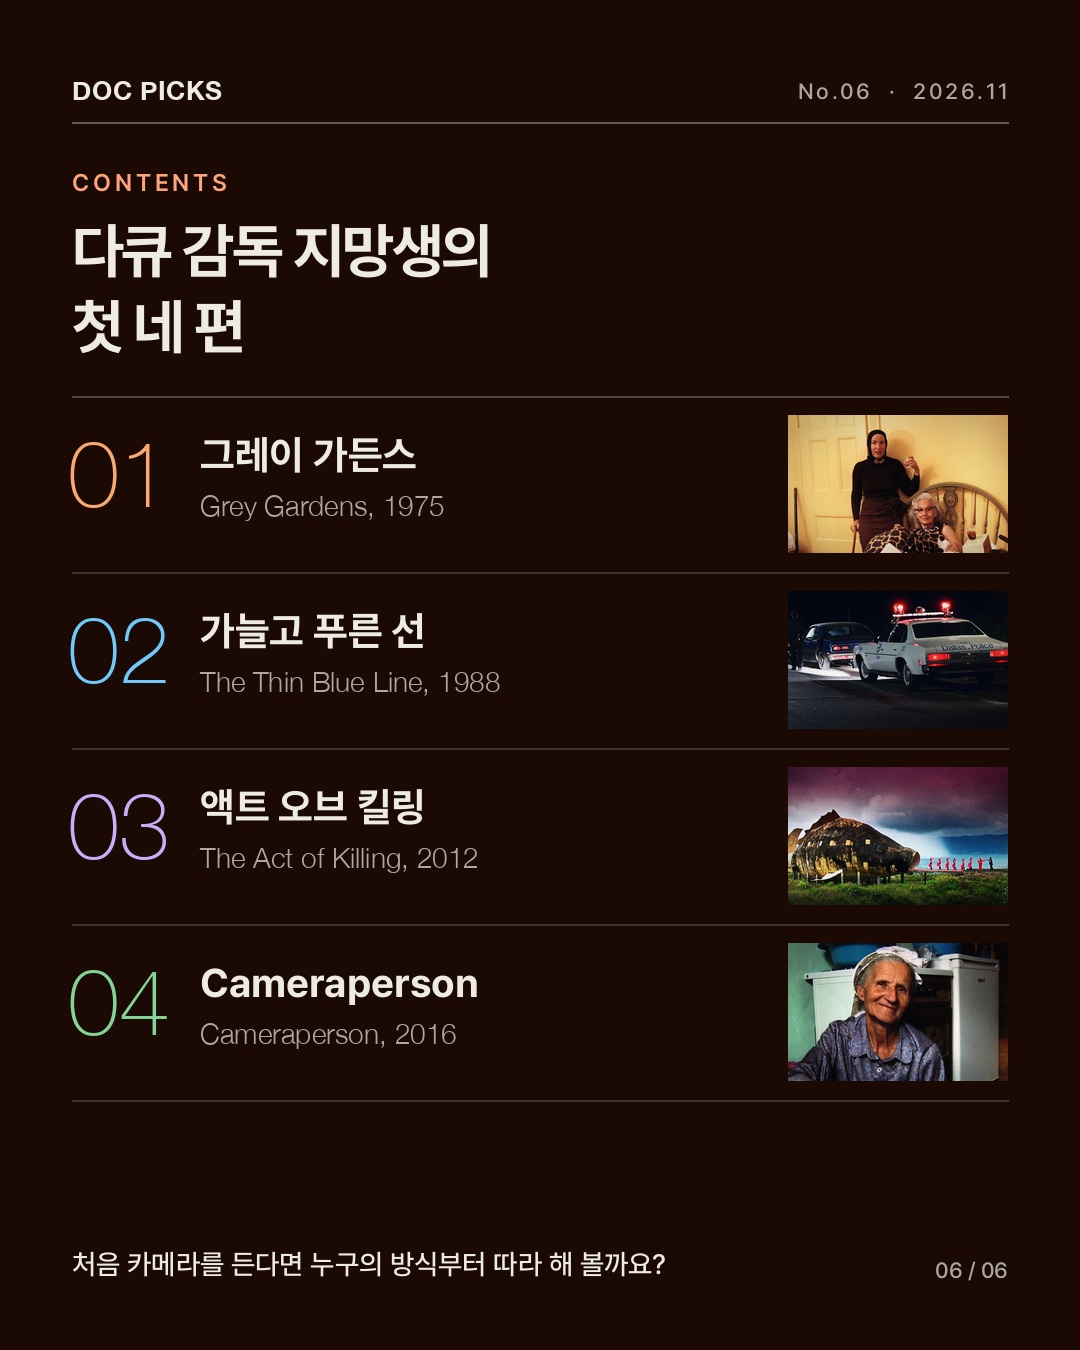 DOC PICKS
No.06 · 2026.11
CONTENTS
다큐 감독 지망생의
첫 네 편
01
그레이 가든스
Grey Gardens, 1975
02
가늘고 푸른 선
The Thin Blue Line, 1988
Dallas Police
03
액트 오브 킬링
The Act of Killing, 2012
04
Cameraperson
Cameraperson, 2016
처음 카메라를 든다면 누구의 방식부터 따라 해 볼까요?
06 / 06